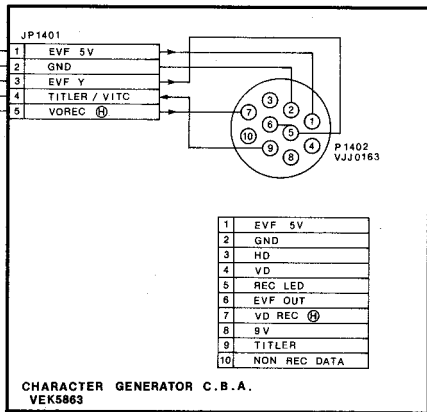 JP1401
1 EVF 5V
2 GND
3 EVF Y
4 TITLER / VITC
5 VOREC Ⓗ
3
2
1
7
6
5
10
9
4
8
P1402
VJJ0163
1 EVF 5V
2 GND
3 HD
4 VD
5 REC LED
6 EVF OUT
7 VD REC Ⓗ
8 9V
9 TITLER
10 NON REC DATA
CHARACTER GENERATOR C.B.A.
VEK5863